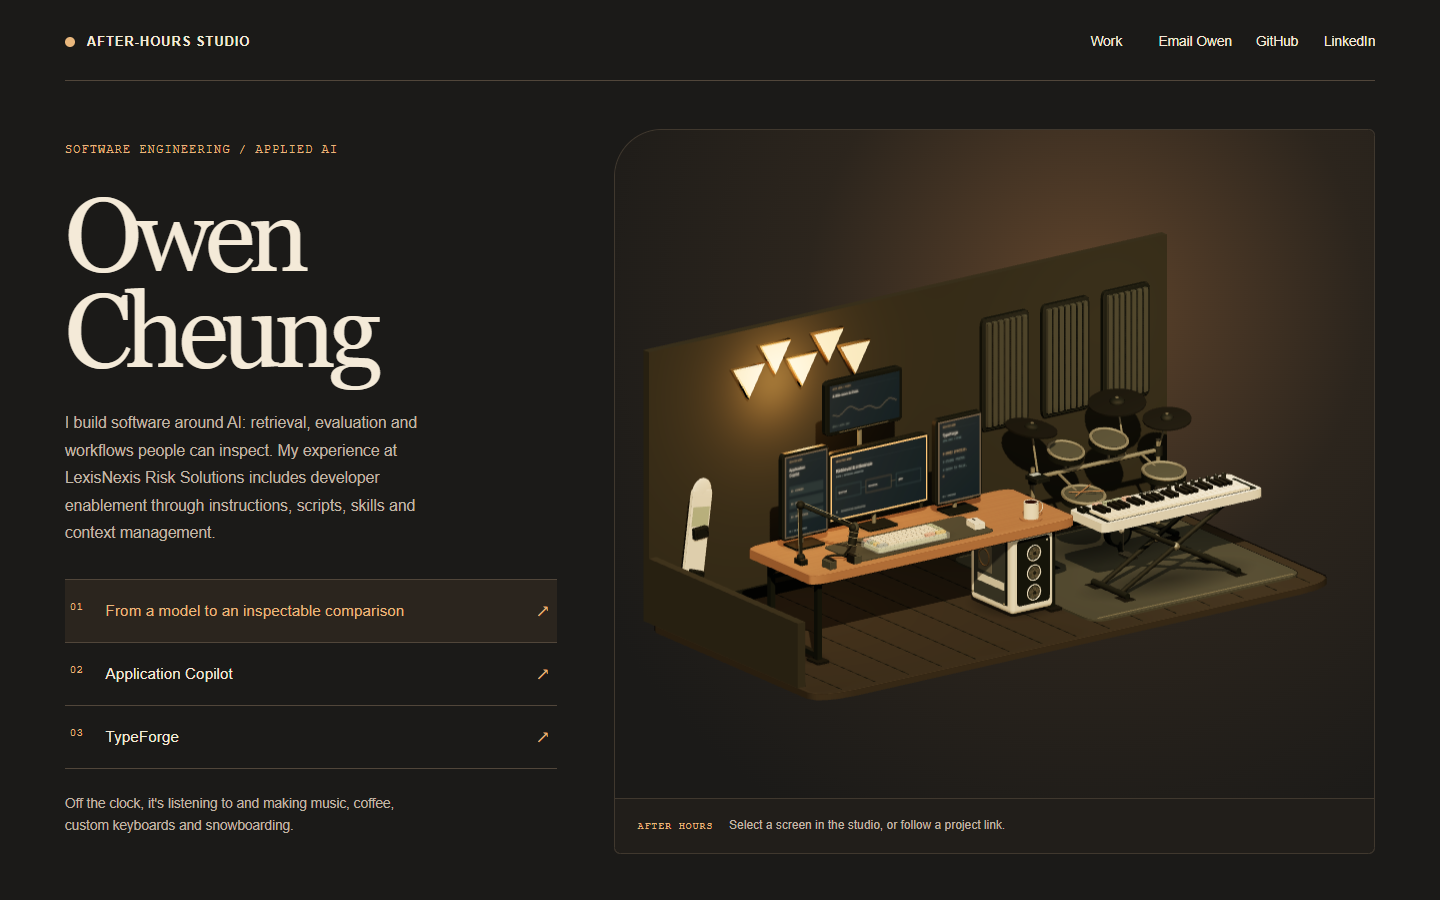 AFTER-HOURS STUDIO
Work
Email Owen
GitHub
LinkedIn
SOFTWARE ENGINEERING / APPLIED AI
Owen
Cheung
I build software around AI: retrieval, evaluation and
workflows people can inspect. My experience at
LexisNexis Risk Solutions includes developer
enablement through instructions, scripts, skills and
context management.
01 From a model to an inspectable comparison ↗
02 Application Copilot ↗
03 TypeForge ↗
Off the clock, it's listening to and making music, coffee,
custom keyboards and snowboarding.
AFTER HOURS Select a screen in the studio, or follow a project link.